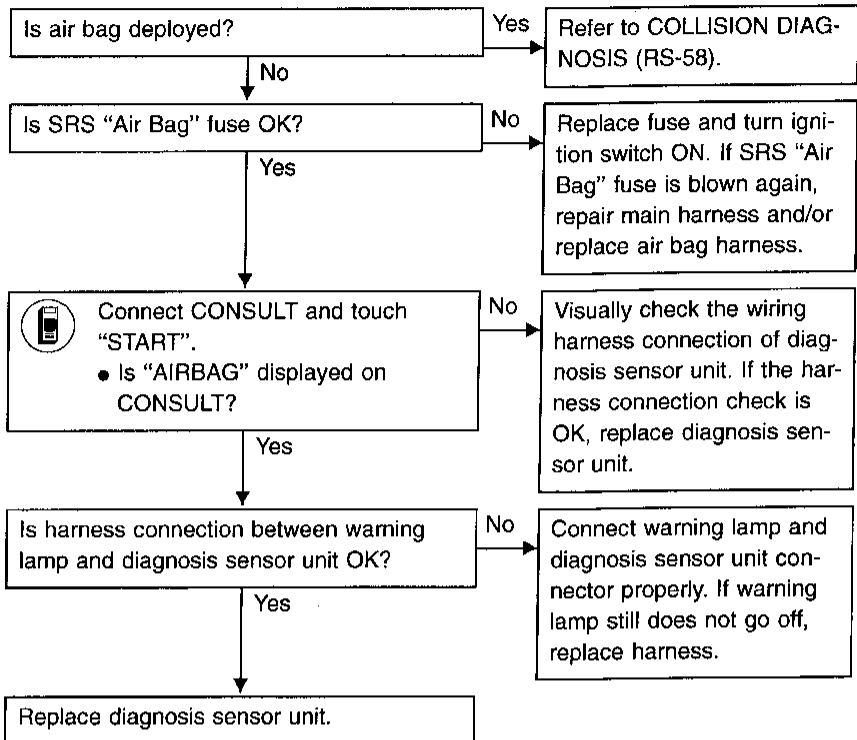 Is air bag deployed?
Yes
Refer to COLLISION DIAG-
NOSIS (RS-58).
No
Is SRS “Air Bag” fuse OK?
No
Replace fuse and turn igni-
tion switch ON. If SRS “Air
Bag” fuse is blown again,
repair main harness and/or
replace air bag harness.
Yes
Connect CONSULT and touch
“START”.
● Is “AIRBAG” displayed on
CONSULT?
No
Visually check the wiring
harness connection of diag-
nosis sensor unit. If the har-
ness connection check is
OK, replace diagnosis sen-
sor unit.
Yes
Is harness connection between warning
lamp and diagnosis sensor unit OK?
No
Connect warning lamp and
diagnosis sensor unit con-
nector properly. If warning
lamp still does not go off,
replace harness.
Yes
Replace diagnosis sensor unit.